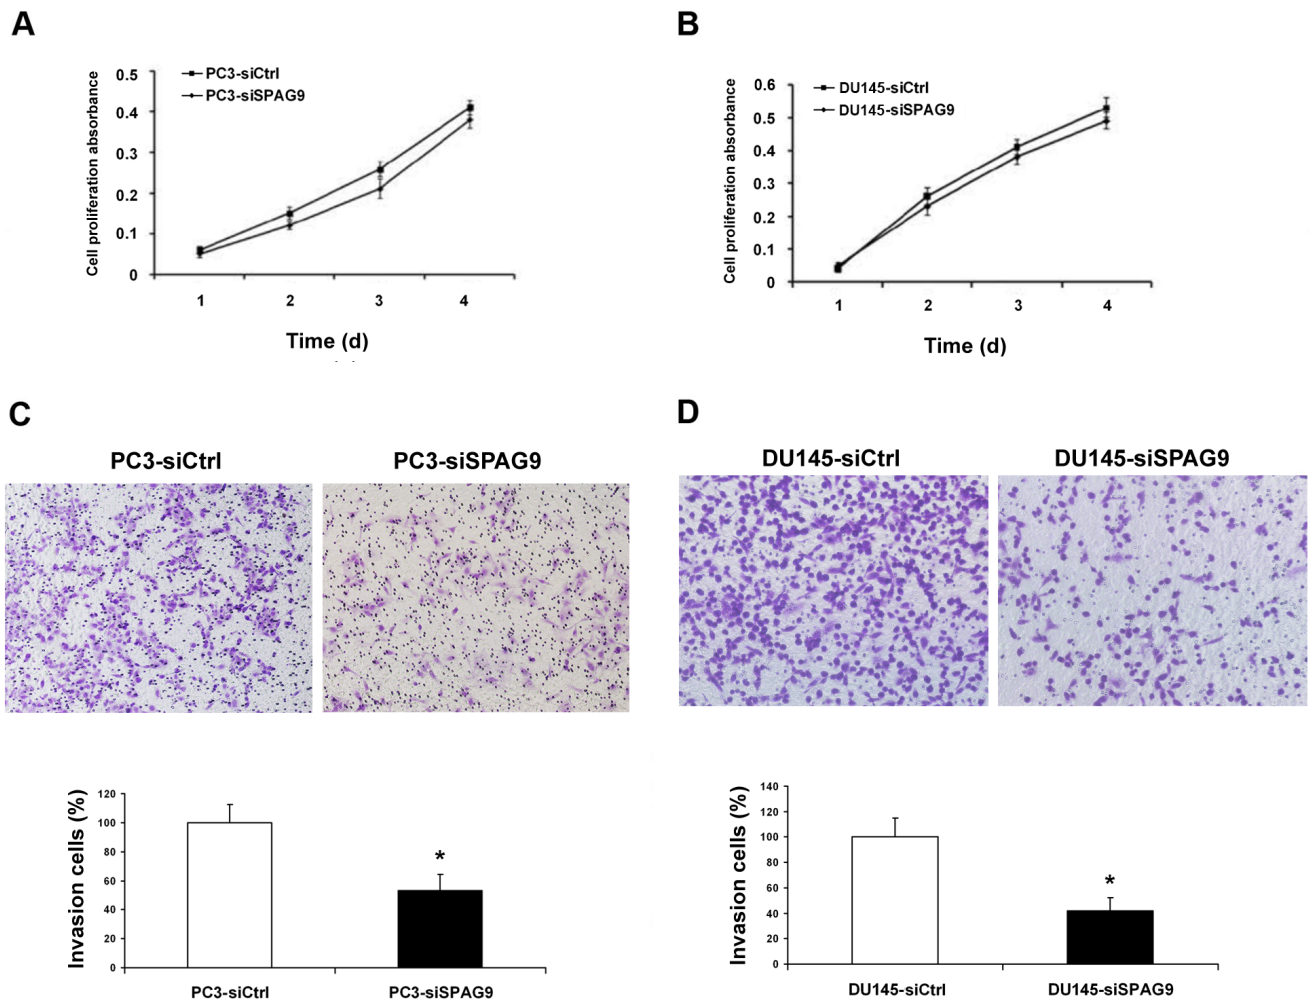 A
B
PC3-siCtrl
PC3-siSPAG9
Cell proliferation absorbance
0.5
0.4
0.3
0.2
0.1
0
1 2 3 4
Time (d)
DU145-siCtrl
DU145-siSPAG9
Cell proliferation absorbance
0.6
0.5
0.4
0.3
0.2
0.1
0
1 2 3 4
Time (d)
C
D
PC3-siCtrl PC3-siSPAG9
DU145-siCtrl DU145-siSPAG9
Invasion cells (%)
120
100
80
60
40
20
0
*
PC3-siCtrl PC3-siSPAG9
Invasion cells (%)
140
120
100
80
60
40
20
0
*
DU145-siCtrl DU145-siSPAG9